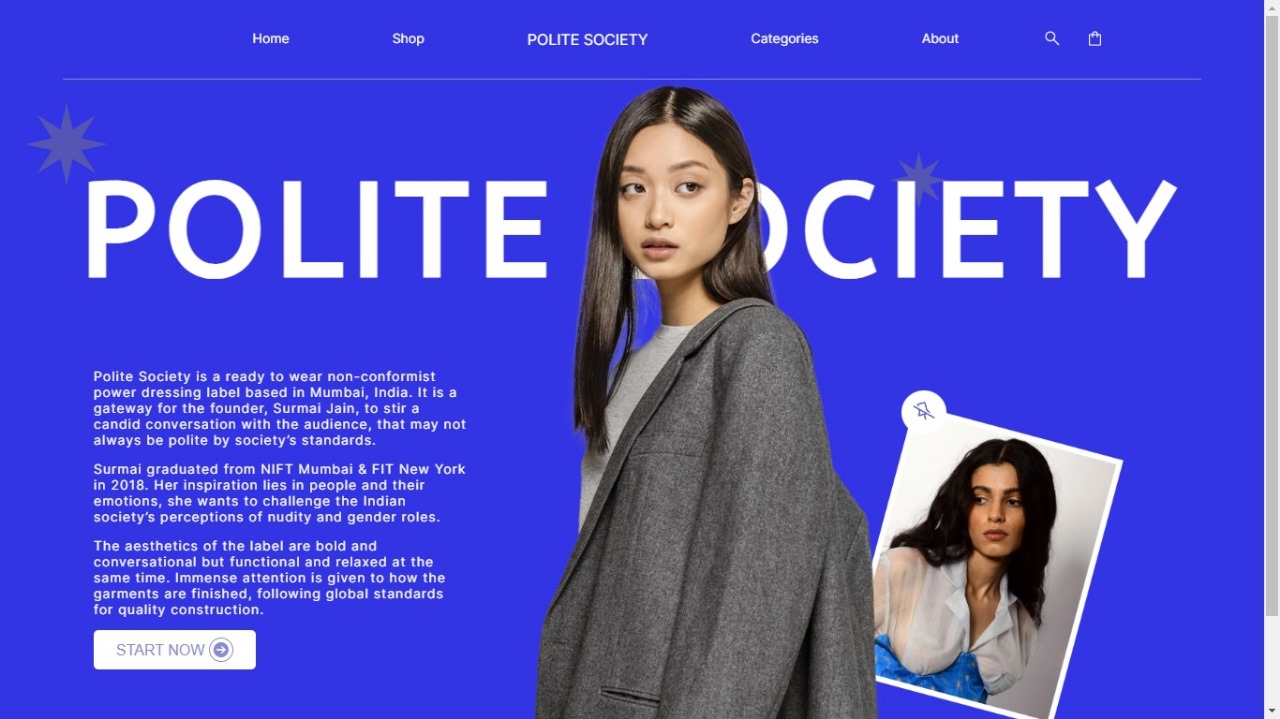 Home Shop POLITE SOCIETY Categories About
POLITE SOCIETY
Polite Society is a ready to wear non-conformist
power dressing label based in Mumbai, India. It is a
gateway for the founder, Surmai Jain, to stir a
candid conversation with the audience, that may not
always be polite by society’s standards.
Surmai graduated from NIFT Mumbai & FIT New York
in 2018. Her inspiration lies in people and their
emotions, she wants to challenge the Indian
society’s perceptions of nudity and gender roles.
The aesthetics of the label are bold and
conversational but functional and relaxed at the
same time. Immense attention is given to how the
garments are finished, following global standards
for quality construction.
START NOW